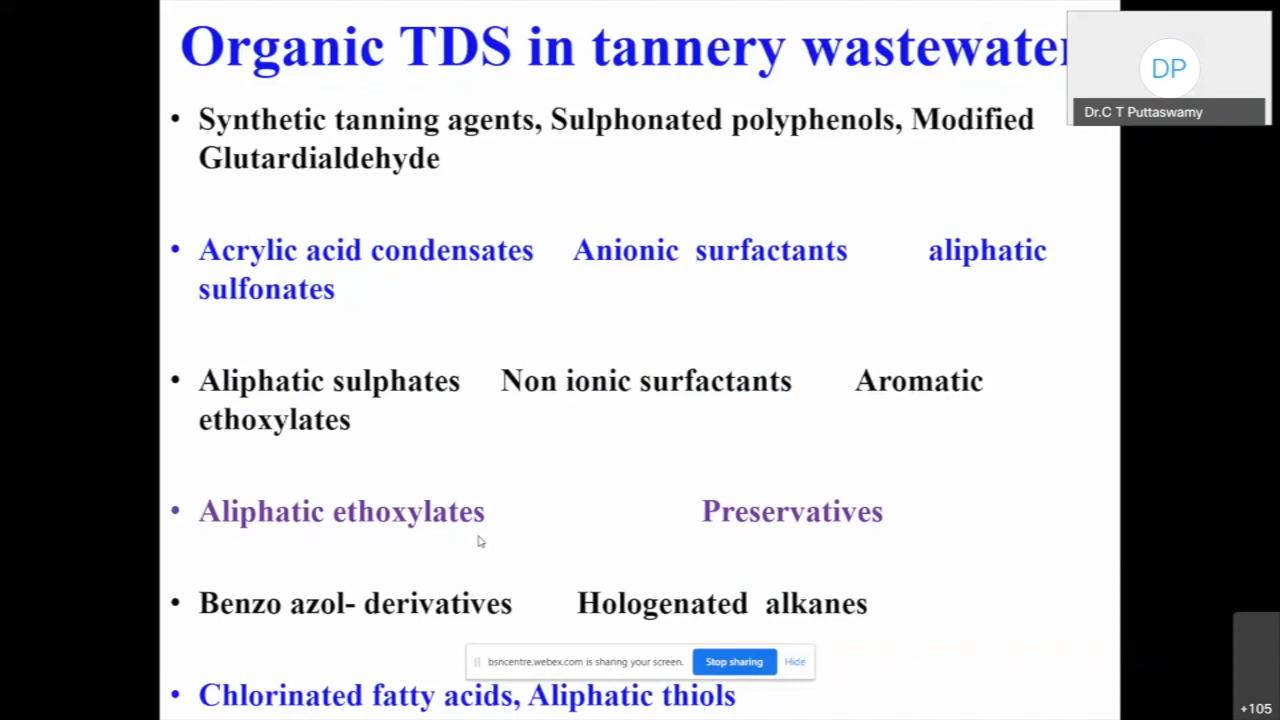 Organic TDS in tannery wastewater
DP
Dr.C T Puttaswamy
• Synthetic tanning agents, Sulphonated polyphenols, Modified
Glutardialdehyde
• Acrylic acid condensates Anionic surfactants aliphatic
sulfonates
• Aliphatic sulphates Non ionic surfactants Aromatic
ethoxylates
• Aliphatic ethoxylates Preservatives
• Benzo azol- derivatives Hologenated alkanes
bsncentre.webex.com is sharing your screen. Stop sharing Hide
• Chlorinated fatty acids, Aliphatic thiols
+105